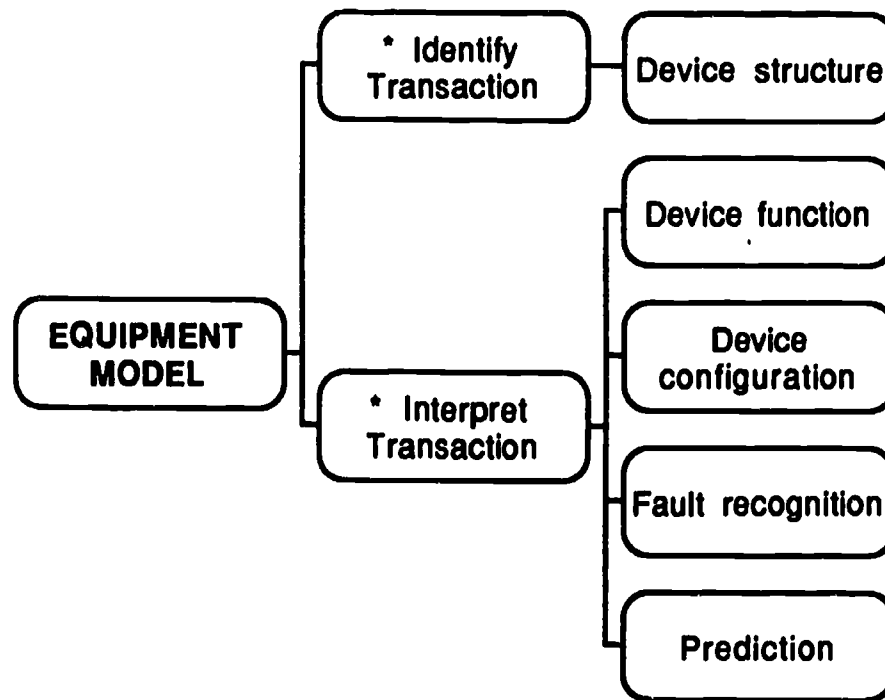 * Identify
Transaction
Device structure
Device function
EQUIPMENT
MODEL
Device
configuration
* Interpret
Transaction
Fault recognition
Prediction